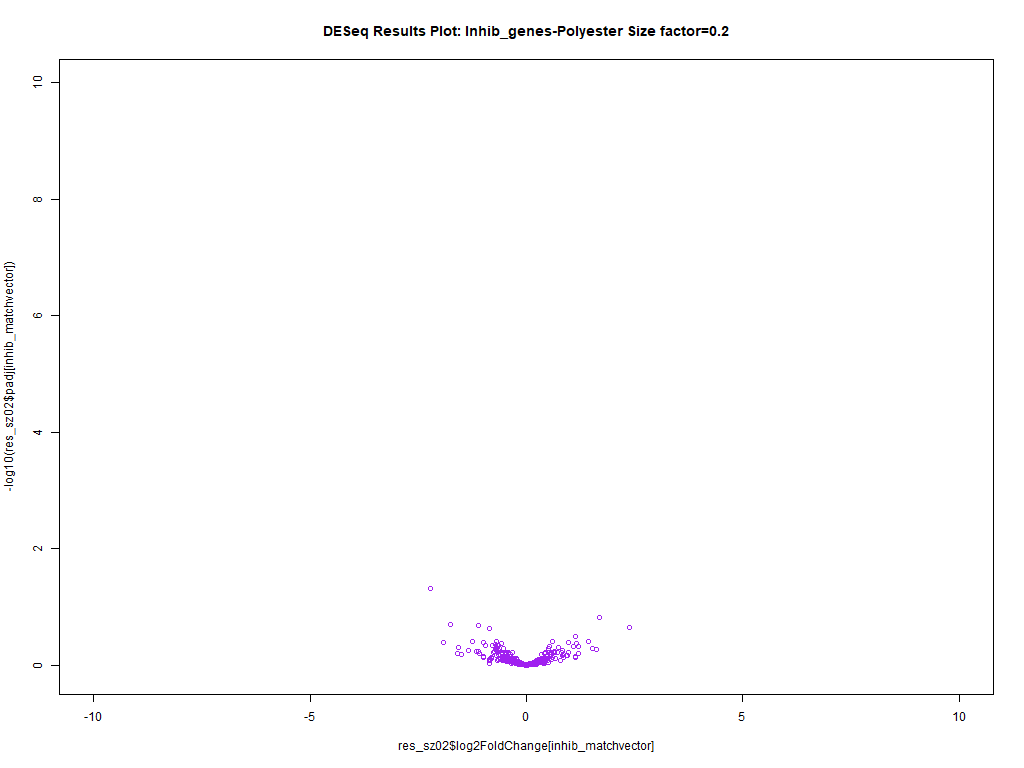 DESeq Results Plot: Inhib_genes-Polyester Size factor=0.2
-log10(res_sz02$padj[inhib_matchvector])
10
8
6
4
2
0
-10 -5 0 5 10
res_sz02$log2FoldChange[inhib_matchvector]